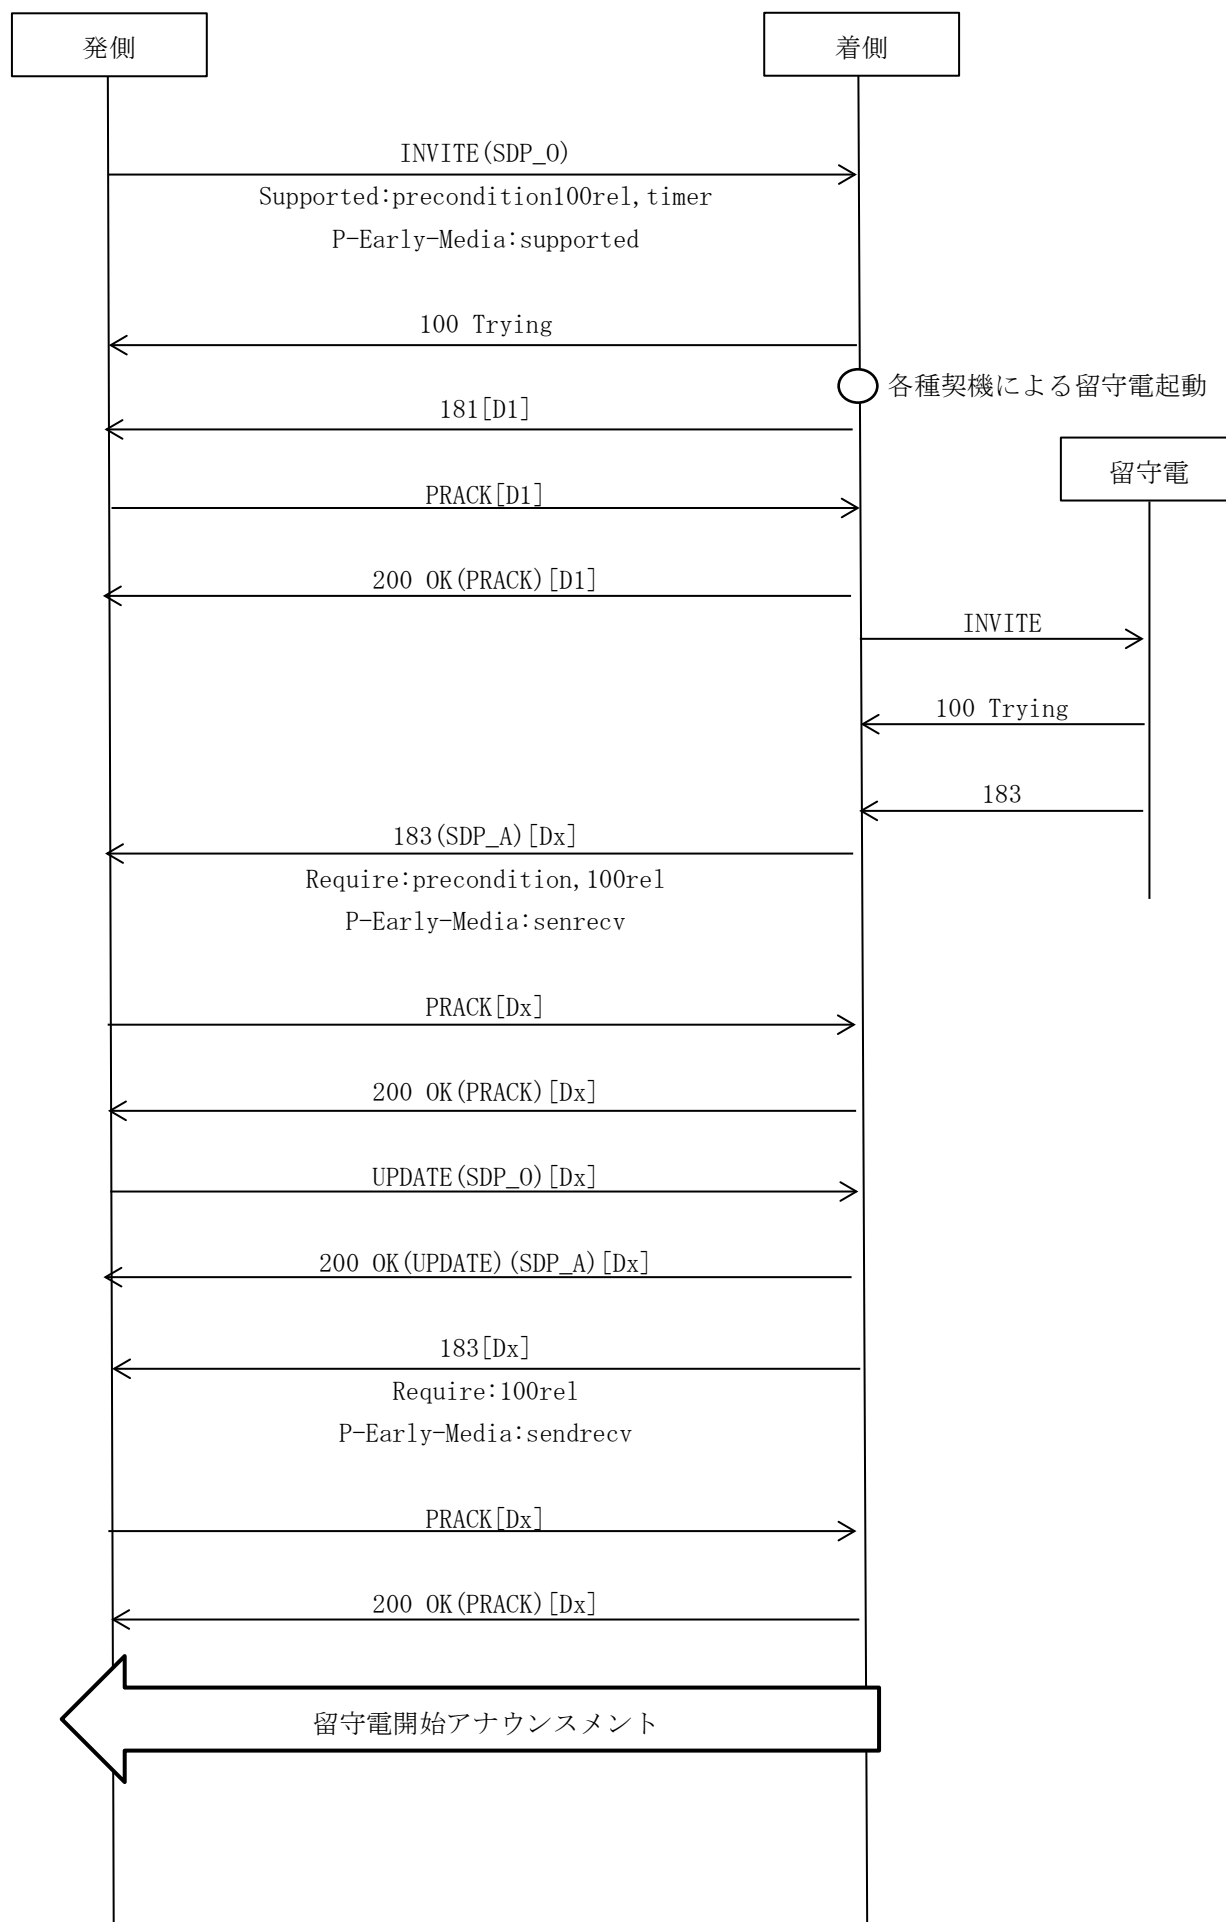 発側
着側
INVITE(SDP_O)
Supported:precondition100rel,timer
P-Early-Media:supported
100 Trying
各種契機による留守電起動
181[D1]
留守電
PRACK[D1]
200 OK(PRACK)[D1]
INVITE
100 Trying
183
183(SDP_A)[Dx]
Require:precondition,100rel
P-Early-Media:senrecv
PRACK[Dx]
200 OK(PRACK)[Dx]
UPDATE(SDP_O)[Dx]
200 OK(UPDATE)(SDP_A)[Dx]
183[Dx]
Require:100rel
P-Early-Media:sendrecv
PRACK[Dx]
200 OK(PRACK)[Dx]
留守電開始アナウンスメント